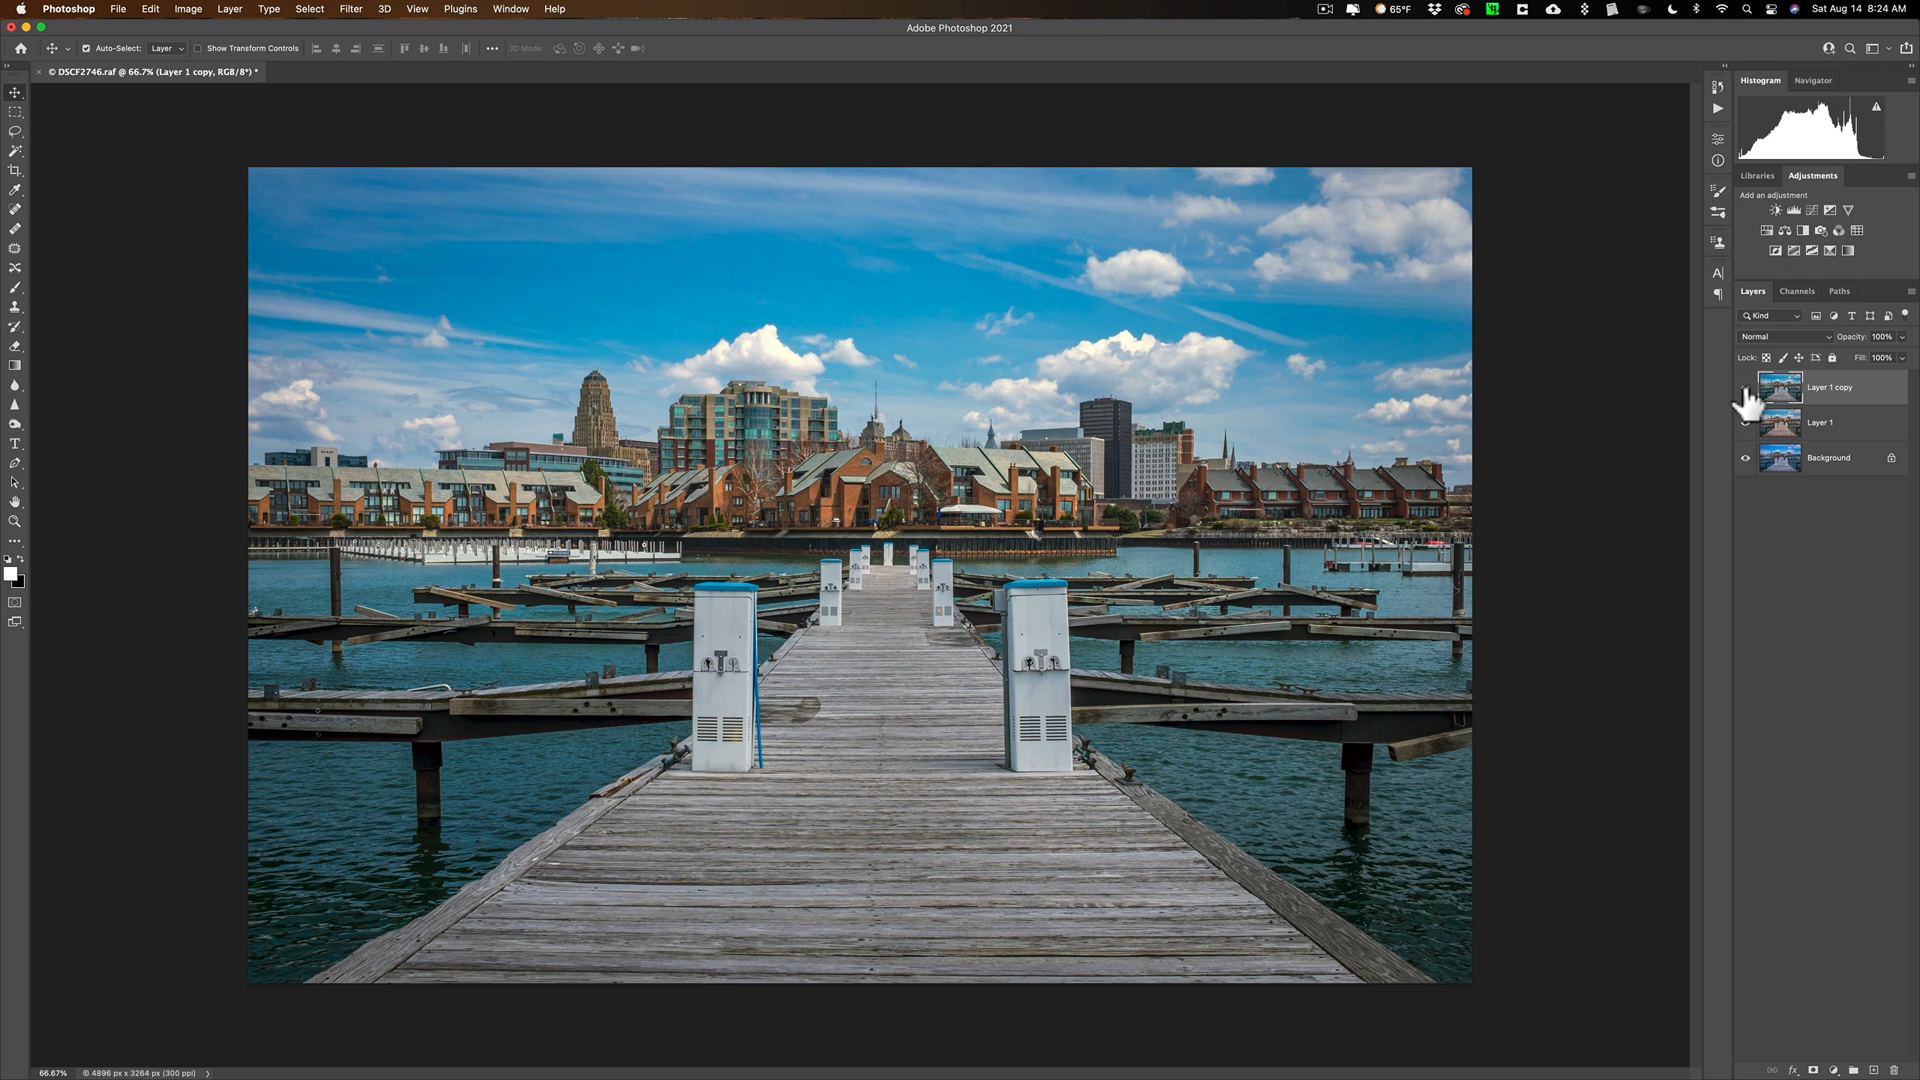 Photoshop File Edit Image Layer Type Select Filter 3D View Plugins Window Help 65°F Sat Aug 14 8:24 AM
Adobe Photoshop 2021
Auto-Select: Layer Show Transform Controls 3D Mode:
© DSCF2746.raf @ 66.7% (Layer 1 copy, RGB/8*) *
Histogram Navigator
Libraries Adjustments
Add an adjustment
Layers Channels Paths
Kind
Normal Opacity: 100%
Lock: Fill: 100%
Layer 1 copy
Layer 1
Background
66.67% 4896 px x 3264 px (300 ppi)